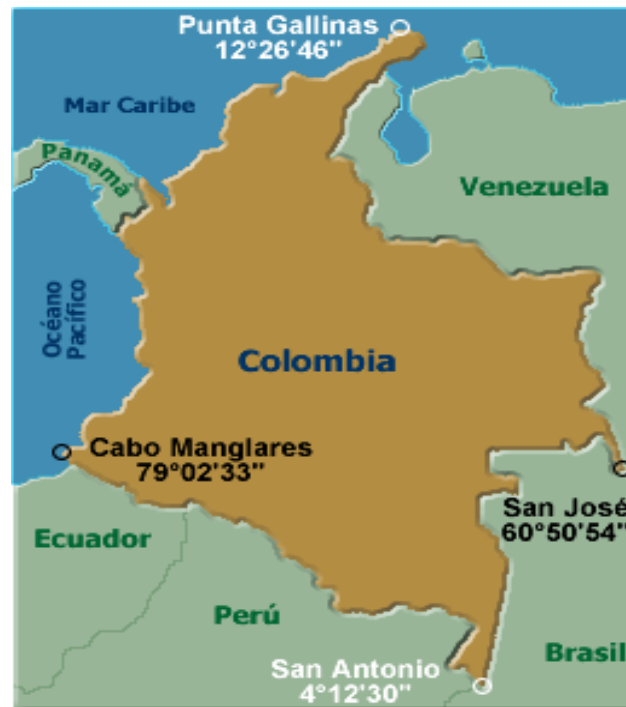 Punta Gallinas
12°26'46"
Mar Caribe
Panamá
Venezuela
Océano
Pacífico
Colombia
Cabo Manglares
79°02'33"
San José
60°50'54"
Ecuador
Perú
Brasil
San Antonio
4°12'30"